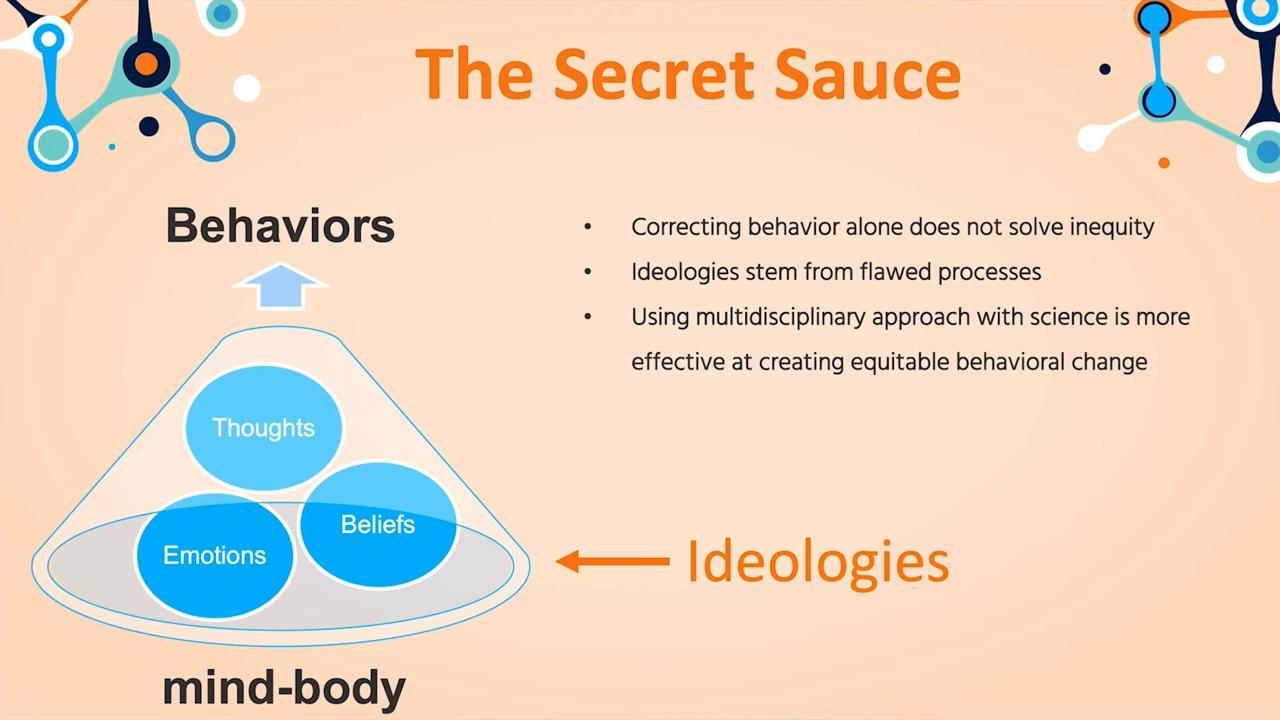 The Secret Sauce
Behaviors
Thoughts
Beliefs
Emotions
mind-body
• Correcting behavior alone does not solve inequity
• Ideologies stem from flawed processes
• Using multidisciplinary approach with science is more
effective at creating equitable behavioral change
Ideologies